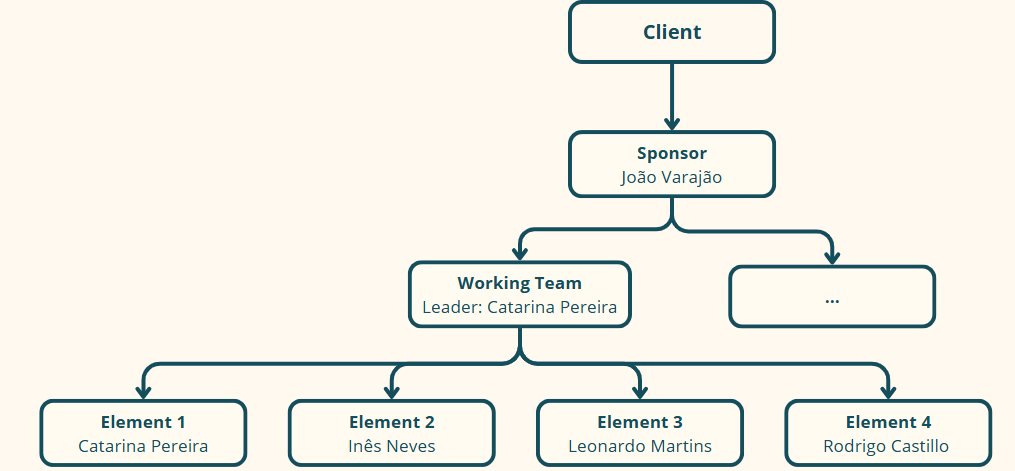 Client
Sponsor
João Varajão
Working Team
Leader: Catarina Pereira
...
Element 1
Catarina Pereira
Element 2
Inês Neves
Element 3
Leonardo Martins
Element 4
Rodrigo Castillo